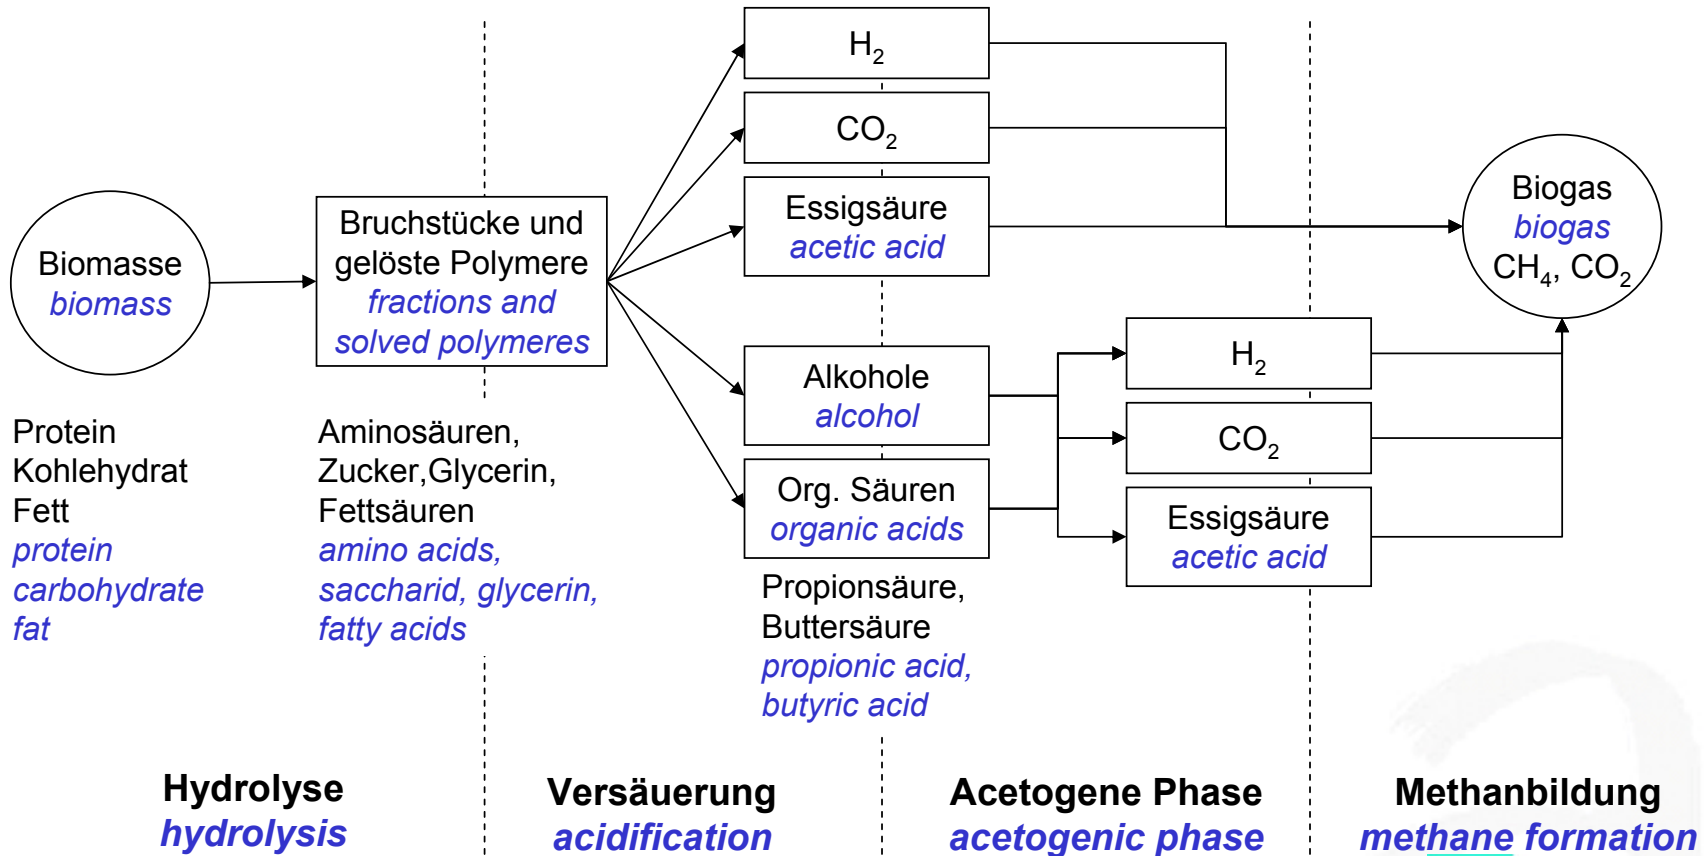 Biomasse
biomass
Protein
Kohlehydrat
Fett
protein
carbohydrate
fat
Bruchstücke und
gelöste Polymere
fractions and
solved polymeres
Aminosäuren,
Zucker,Glycerin,
Fettsäuren
amino acids,
saccharid, glycerin,
fatty acids
H₂
CO₂
Essigsäure
acetic acid
Alkohole
alcohol
Org. Säuren
organic acids
Propionsäure,
Buttersäure
propionic acid,
butyric acid
H₂
CO₂
Essigsäure
acetic acid
Biogas
biogas
CH₄, CO₂
Hydrolyse
hydrolysis
Versäuerung
acidification
Acetogene Phase
acetogenic phase
Methanbildung
methane formation